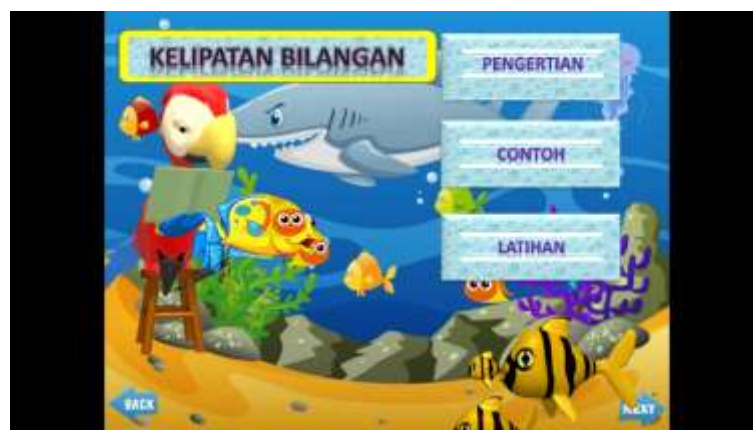 KELIPATAN BILANGAN
PENGERTIAN
CONTOH
LATIHAN
BACK
NEXT